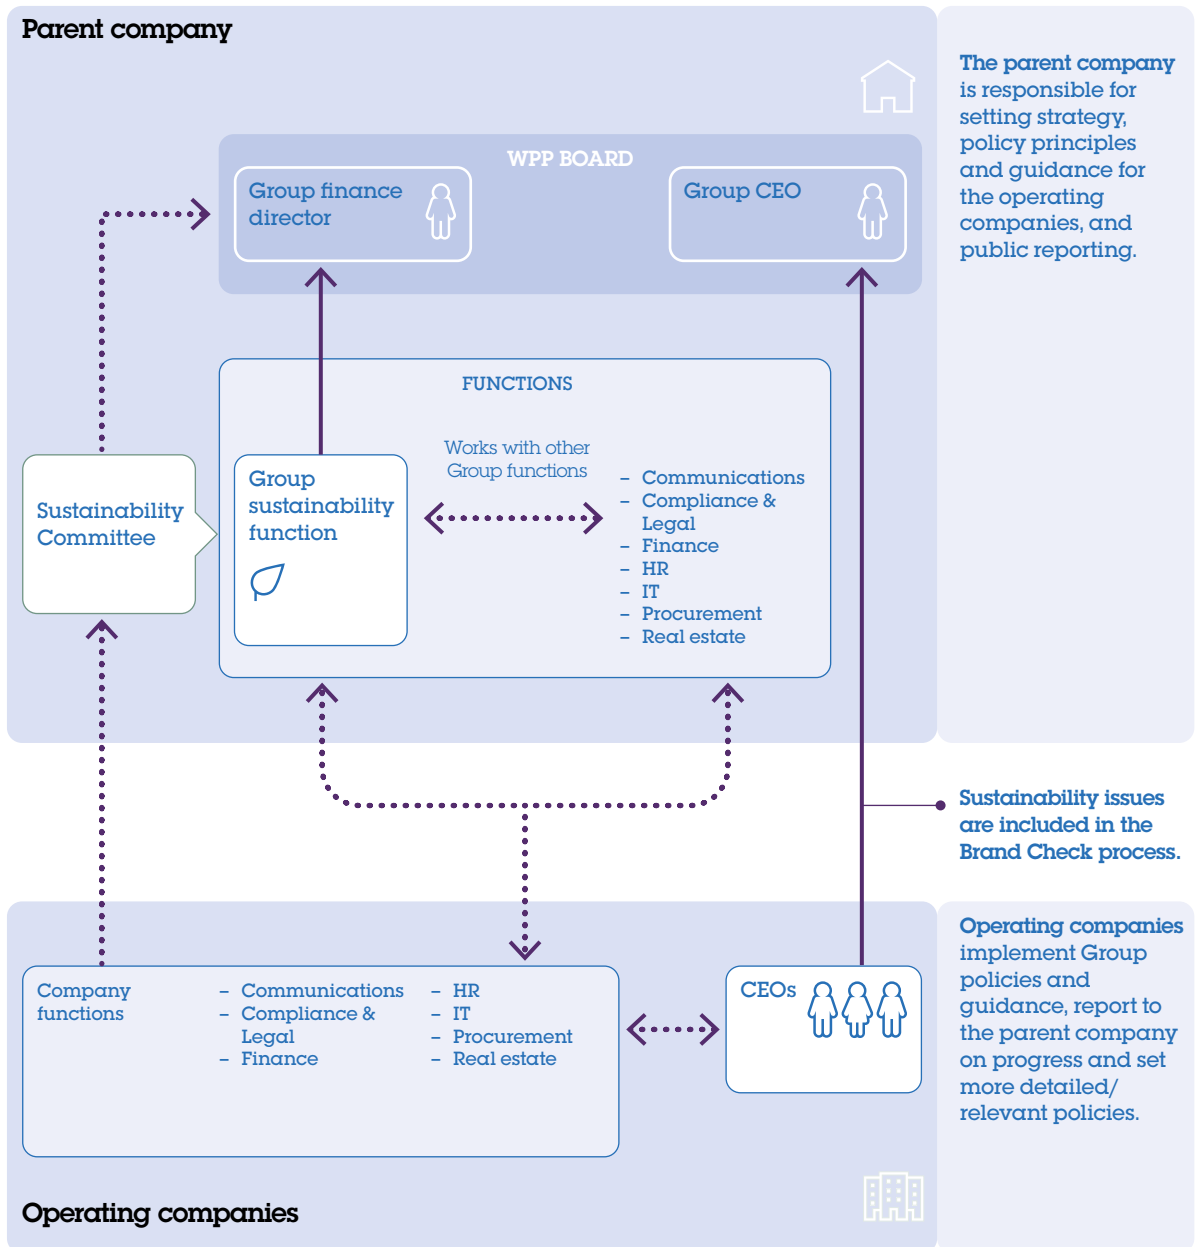 Parent company
The parent company
is responsible for
setting strategy,
policy principles
and guidance for
the operating
companies, and
public reporting.
WPP BOARD
Group finance
director
Group CEO
FUNCTIONS
Works with other
Group functions
Sustainability
Committee
Group
sustainability
function
– Communications
– Compliance &
Legal
– Finance
– HR
– IT
– Procurement
– Real estate
Sustainability issues
are included in the
Brand Check process.
Company
functions
– Communications
– Compliance &
Legal
– Finance
– HR
– IT
– Procurement
– Real estate
CEOs
Operating companies
implement Group
policies and
guidance, report to
the parent company
on progress and set
more detailed/
relevant policies.
Operating companies